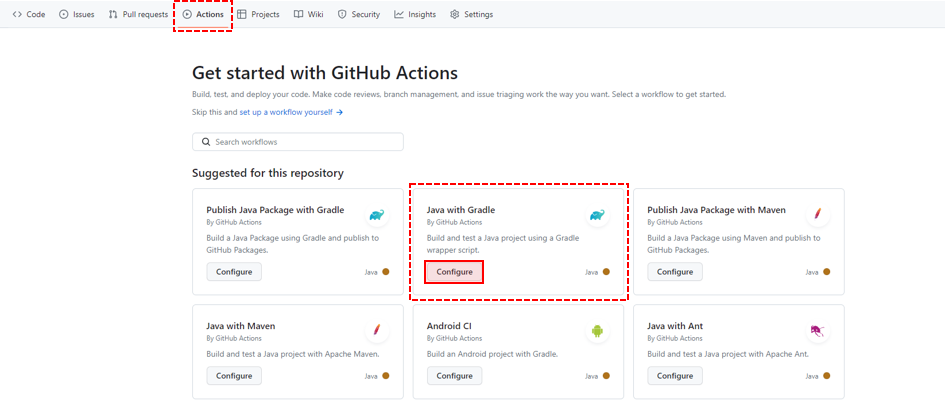 Code Issues Pull requests Actions Projects Wiki Security Insights Settings
Get started with GitHub Actions
Build, test, and deploy your code. Make code reviews, branch management, and issue triaging work the way you want. Select a workflow to get started.
Skip this and set up a workflow yourself →
Search workflows
Suggested for this repository
Publish Java Package with Gradle
By GitHub Actions
Build a Java Package using Gradle and publish to
GitHub Packages.
Configure
Java
Java with Gradle
By GitHub Actions
Build and test a Java project using a Gradle
wrapper script.
Configure
Java
Publish Java Package with Maven
By GitHub Actions
Build a Java Package using Maven and publish to
GitHub Packages.
Configure
Java
Java with Maven
By GitHub Actions
Build and test a Java project with Apache Maven.
Configure
Java
Android CI
By GitHub Actions
Build an Android project with Gradle.
Configure
Java
Java with Ant
By GitHub Actions
Build and test a Java project with Apache Ant.
Configure
Java